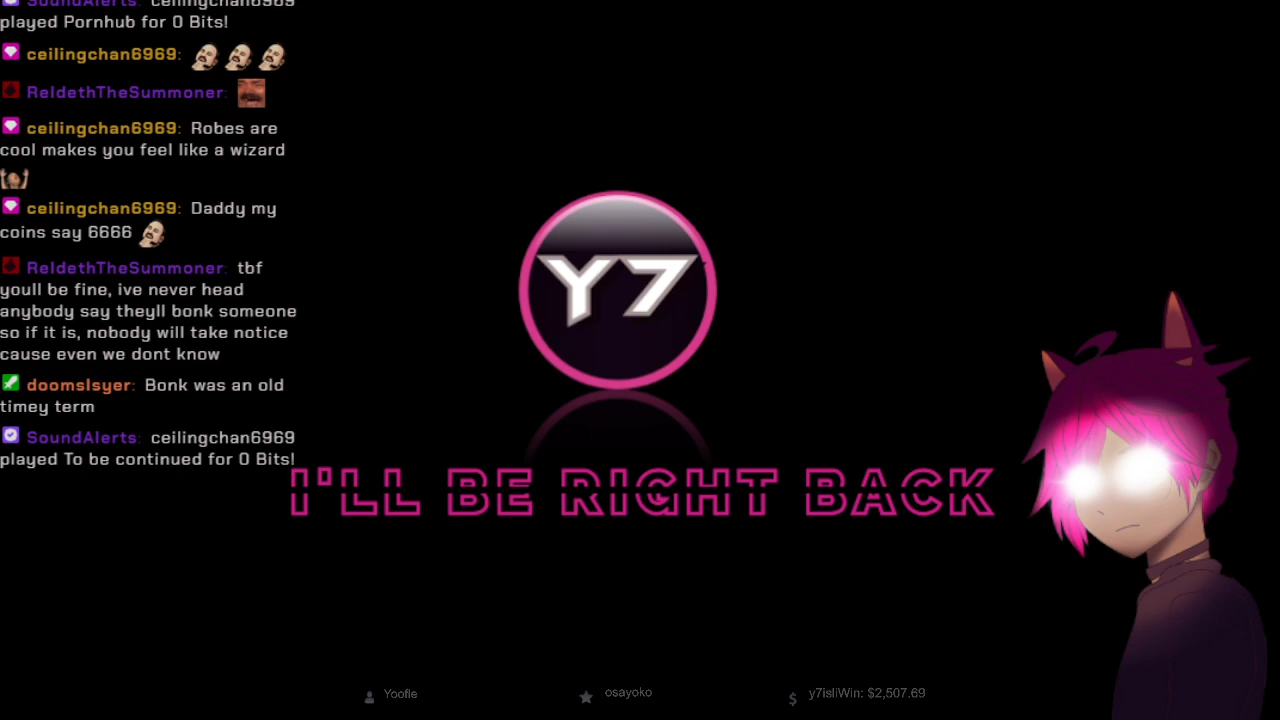 SoundAlerts: ceilingchan6969
played Pornhub for 0 Bits!
ceilingchan6969:
ReldethTheSummoner:
ceilingchan6969: Robes are
cool makes you feel like a wizard
ceilingchan6969: Daddy my
coins say 6666
ReldethTheSummoner: tbf
youll be fine, ive never head
anybody say theyll bonk someone
so if it is, nobody will take notice
cause even we dont know
doomslsyer: Bonk was an old
timey term
SoundAlerts: ceilingchan6969
played To be continued for 0 Bits!
Y7
I'LL BE RIGHT BACK
Yoofie
osayoko
$ y7isliWin: $2,507.69